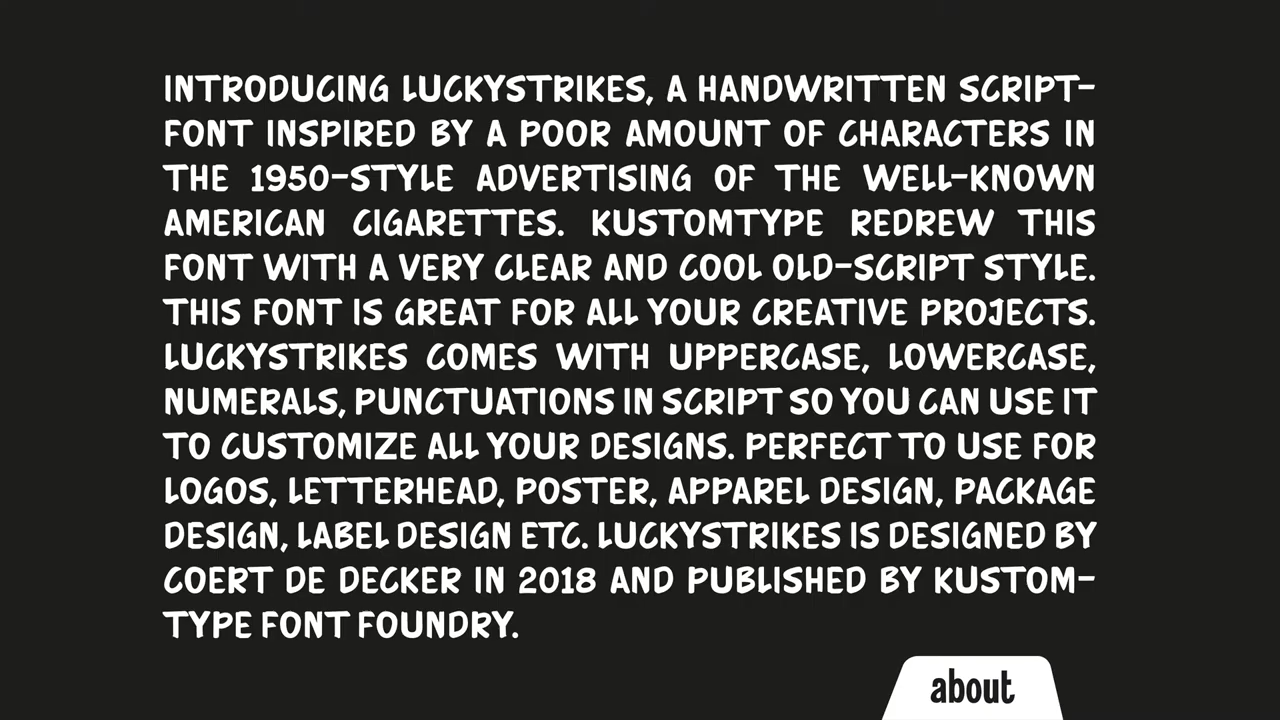 INTRODUCING LUCKYSTRIKES, A HANDWRITTEN SCRIPT-
FONT INSPIRED BY A POOR AMOUNT OF CHARACTERS IN
THE 1950-STYLE ADVERTISING OF THE WELL-KNOWN
AMERICAN CIGARETTES. KUSTOMTYPE REDREW THIS
FONT WITH A VERY CLEAR AND COOL OLD-SCRIPT STYLE.
THIS FONT IS GREAT FOR ALL YOUR CREATIVE PROJECTS.
LUCKYSTRIKES COMES WITH UPPERCASE, LOWERCASE,
NUMERALS, PUNCTUATIONS IN SCRIPT SO YOU CAN USE IT
TO CUSTOMIZE ALL YOUR DESIGNS. PERFECT TO USE FOR
LOGOS, LETTERHEAD, POSTER, APPAREL DESIGN, PACKAGE
DESIGN, LABEL DESIGN ETC. LUCKYSTRIKES IS DESIGNED BY
COERT DE DECKER IN 2018 AND PUBLISHED BY KUSTOM-
TYPE FONT FOUNDRY.
about